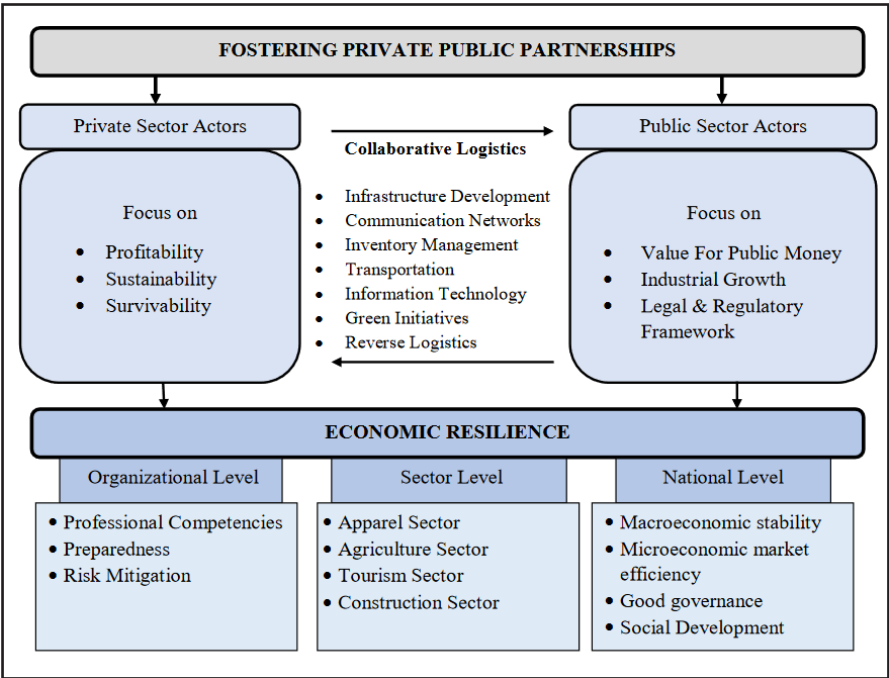 FOSTERING PRIVATE PUBLIC PARTNERSHIPS
Private Sector Actors
Focus on
• Profitability
• Sustainability
• Survivability
Collaborative Logistics
• Infrastructure Development
• Communication Networks
• Inventory Management
• Transportation
• Information Technology
• Green Initiatives
• Reverse Logistics
Public Sector Actors
Focus on
• Value For Public Money
• Industrial Growth
• Legal & Regulatory
Framework
ECONOMIC RESILIENCE
Organizational Level
• Professional Competencies
• Preparedness
• Risk Mitigation
Sector Level
• Apparel Sector
• Agriculture Sector
• Tourism Sector
• Construction Sector
National Level
• Macroeconomic stability
• Microeconomic market
efficiency
• Good governance
• Social Development